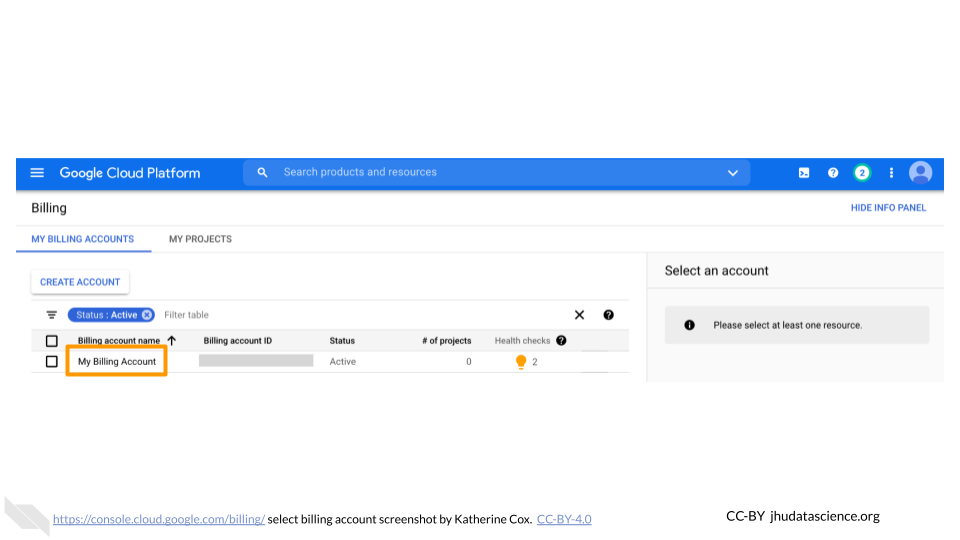 Google Cloud Platform
Search products and resources
2
Billing
HIDE INFO PANEL
MY BILLING ACCOUNTS
MY PROJECTS
Select an account
CREATE ACCOUNT
Status : Active
Filter table
Please select at least one resource.
Billing account name
Billing account ID
Status
# of projects
Health checks
My Billing Account
Active
0
2
https://console.cloud.google.com/billing/ select billing account screenshot by Katherine Cox. CC-BY-4.0
CC-BY jhudatascience.org